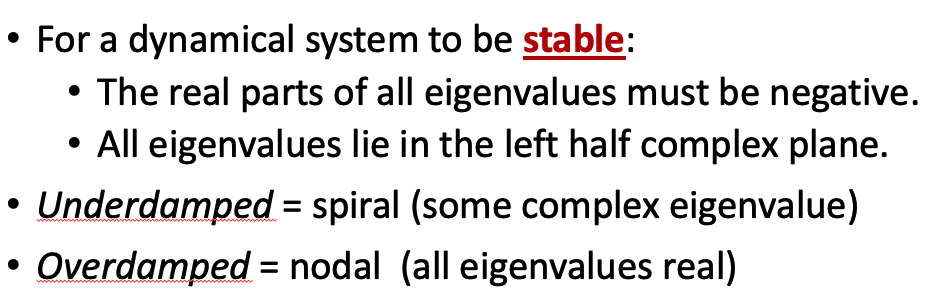 • For a dynamical system to be stable:
• The real parts of all eigenvalues must be negative.
• All eigenvalues lie in the left half complex plane.
• Underdamped = spiral (some complex eigenvalue)
• Overdamped = nodal (all eigenvalues real)